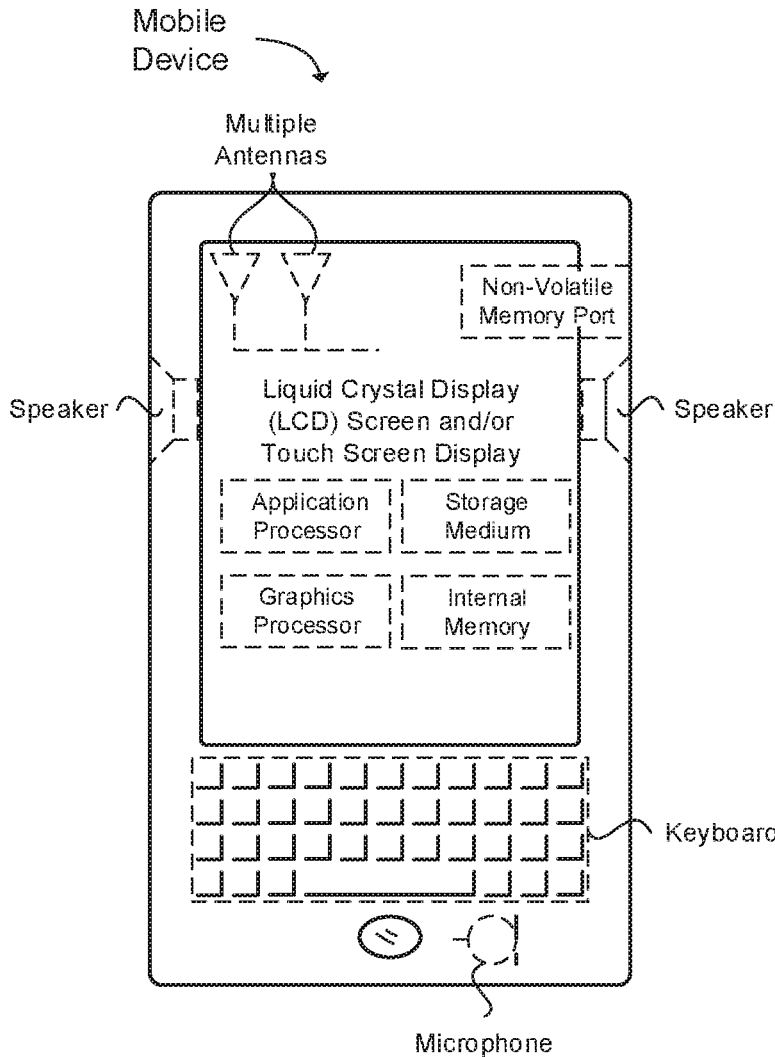 Mobile
Device
Multiple
Antennas
Non-Volatile
Memory Port
Speaker
Liquid Crystal Display
(LCD) Screen and/or
Touch Screen Display
Speaker
Application
Processor
Storage
Medium
Graphics
Processor
Internal
Memory
Keyboard
Microphone